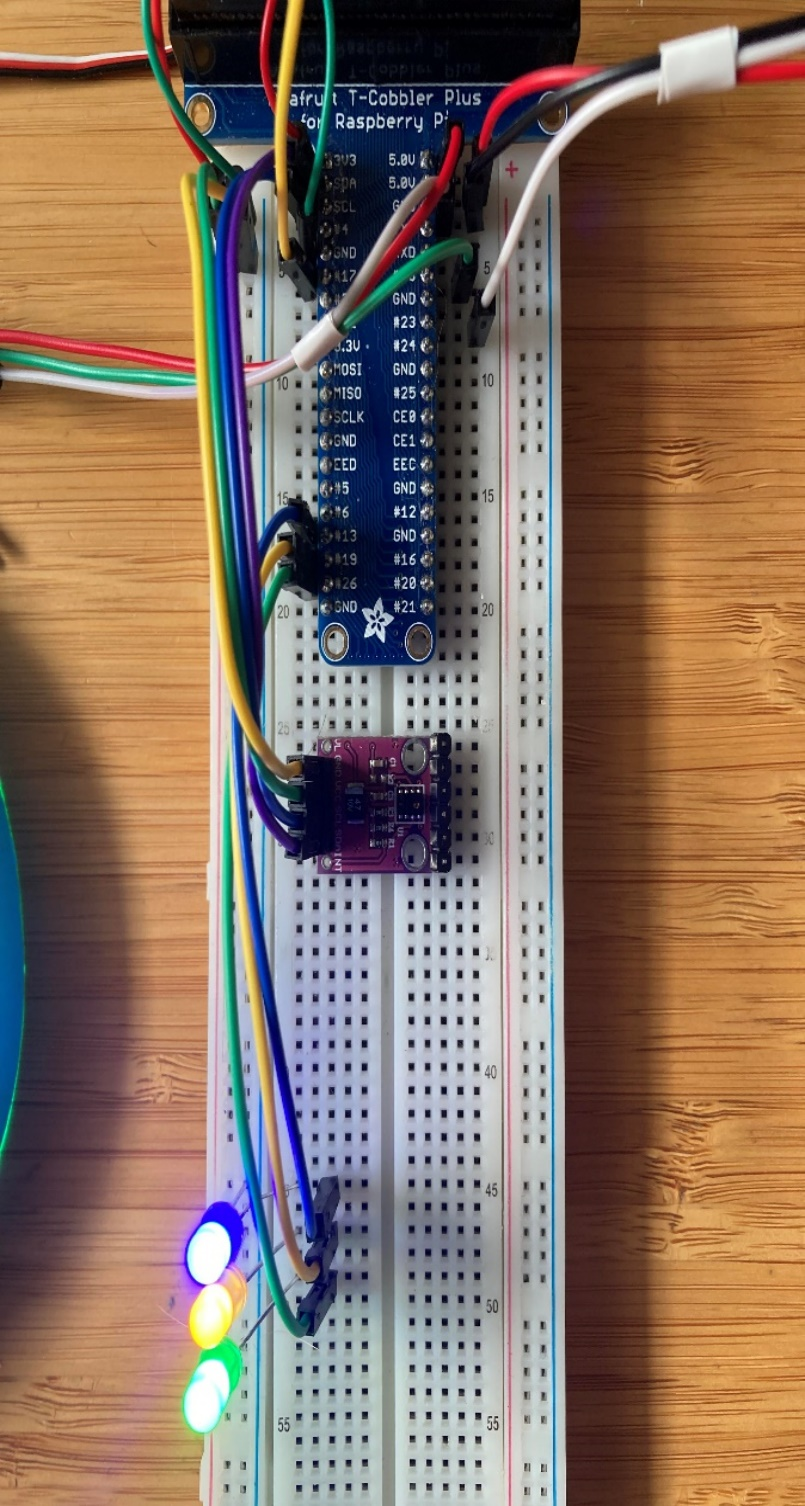 afruit T-Cobbler Plus
for Raspberry Pi
3V3 5.0V
SDA 5.0V
SCL
#4
GND
#17
GND
#23
3.3V #24
MOSI GND
MISO #25
SCLK CE0
GND CE1
EED EEC
#5 GND
#6 #12
#13 GND
#19 #16
#26 #20
GND #21
+
5
10 10
15 15
20 20
25
40
45
50
55 55